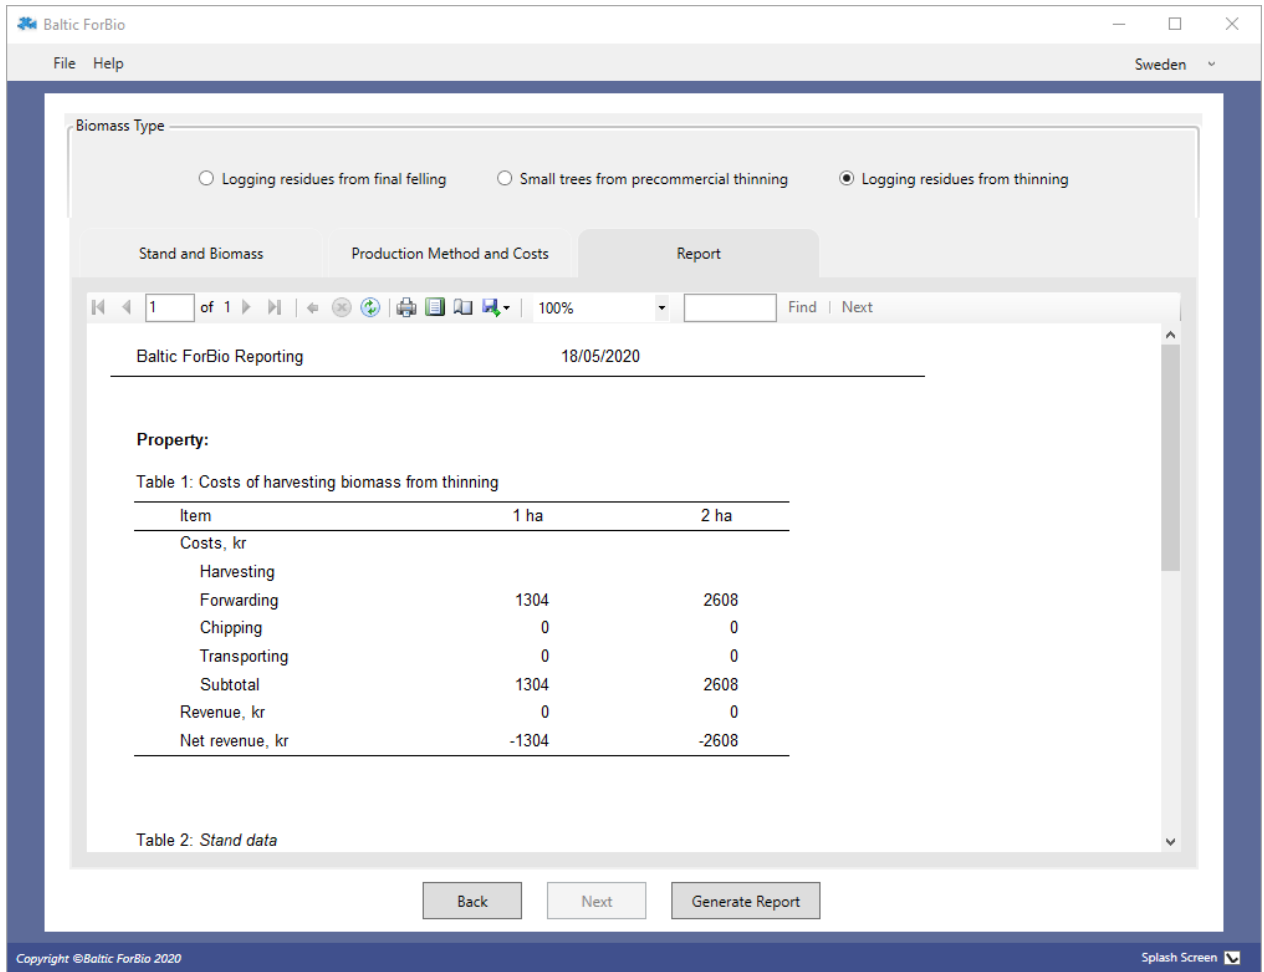 Baltic ForBio
File Help Sweden
Biomass Type
Logging residues from final felling Small trees from precommercial thinning Logging residues from thinning
Stand and Biomass Production Method and Costs Report
1 of 1 100% Find | Next
Baltic ForBio Reporting 18/05/2020
Property:
Table 1: Costs of harvesting biomass from thinning
Item 1 ha 2 ha
Costs, kr
Harvesting
Forwarding 1304 2608
Chipping 0 0
Transporting 0 0
Subtotal 1304 2608
Revenue, kr 0 0
Net revenue, kr -1304 -2608
Table 2: Stand data
Back Next Generate Report
Copyright ©Baltic ForBio 2020 Splash Screen